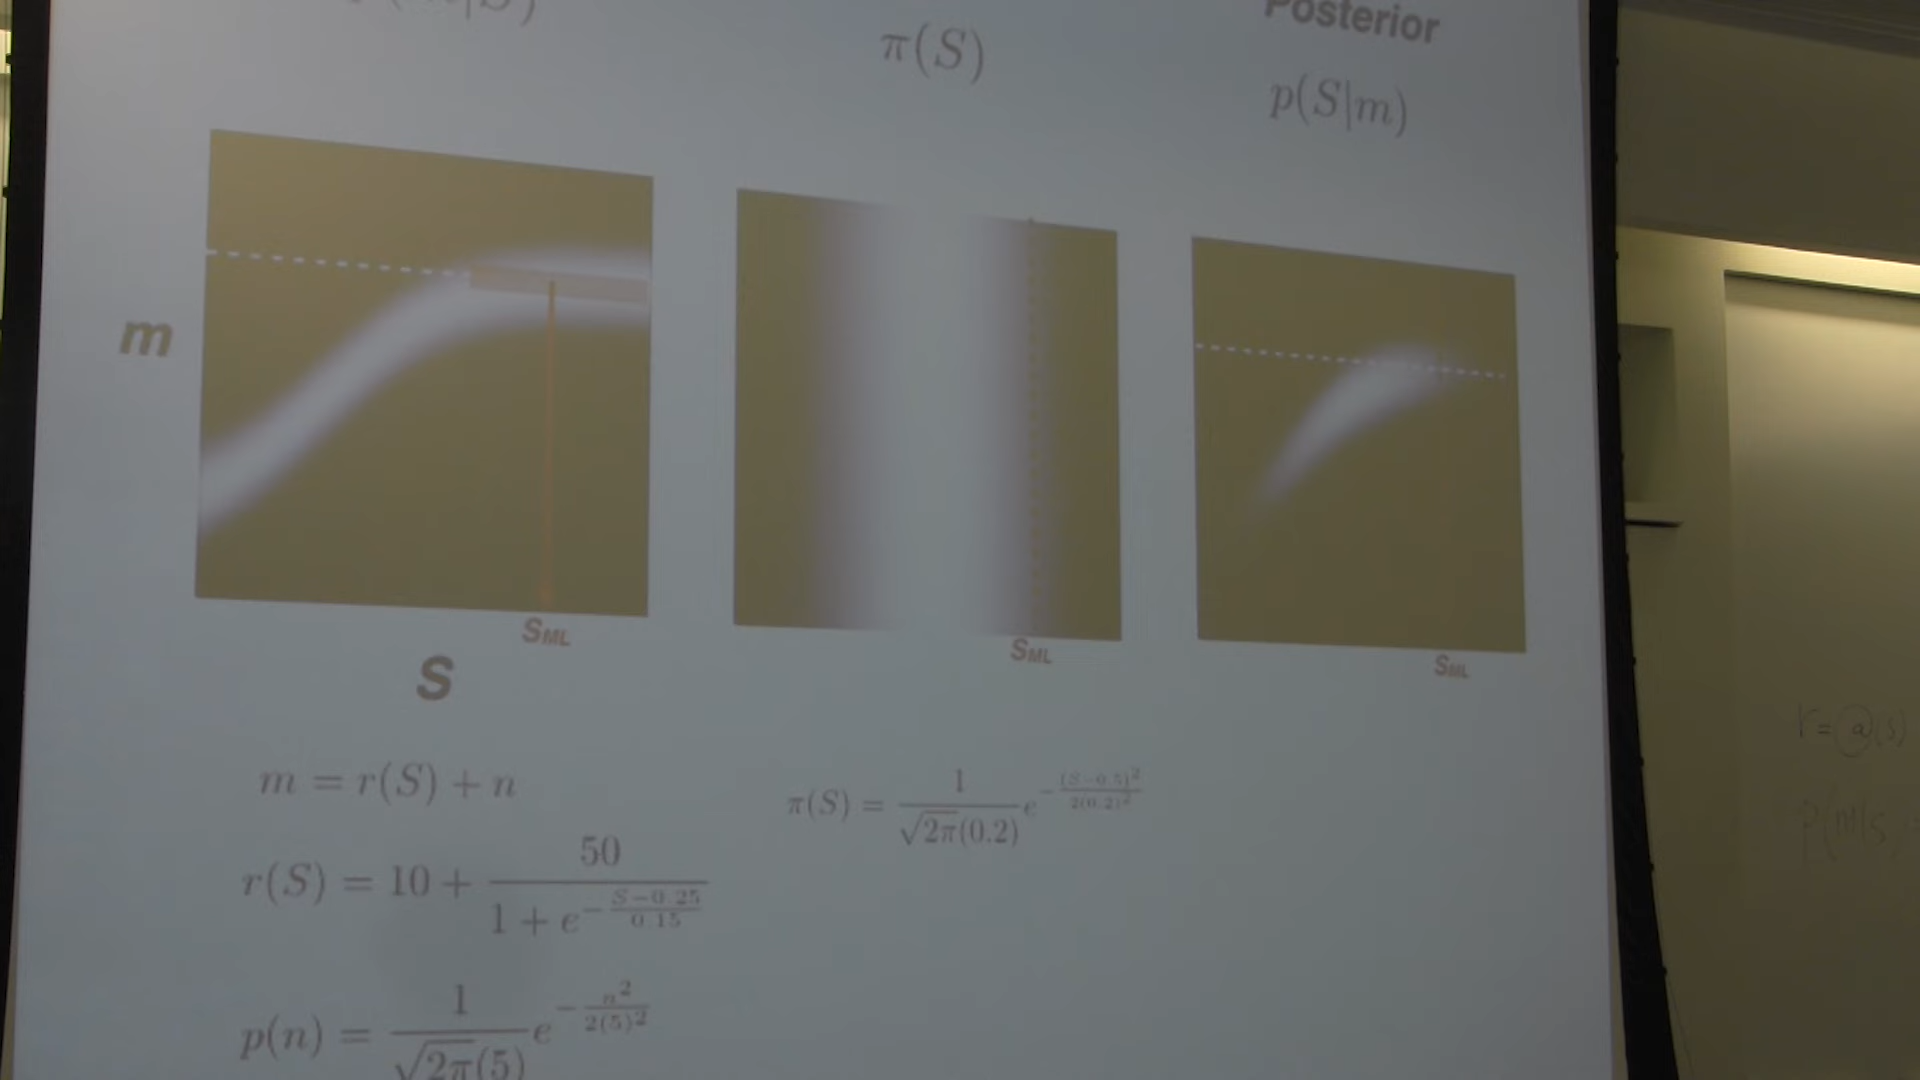 π(S)
Posterior
p(S|m)
m
S_ML
S_ML
S_ML
S
m = r(S) + n
π(S) = 1/(√2π(0.2)) e^(-(S-0.5)²/(2(0.2)²))
r(S) = 10 + 50/(1 + e^(-(S-0.25)/0.15))
p(n) = 1/(√2π(5)) e^(-n²/(2(5)²))
r = a(s)